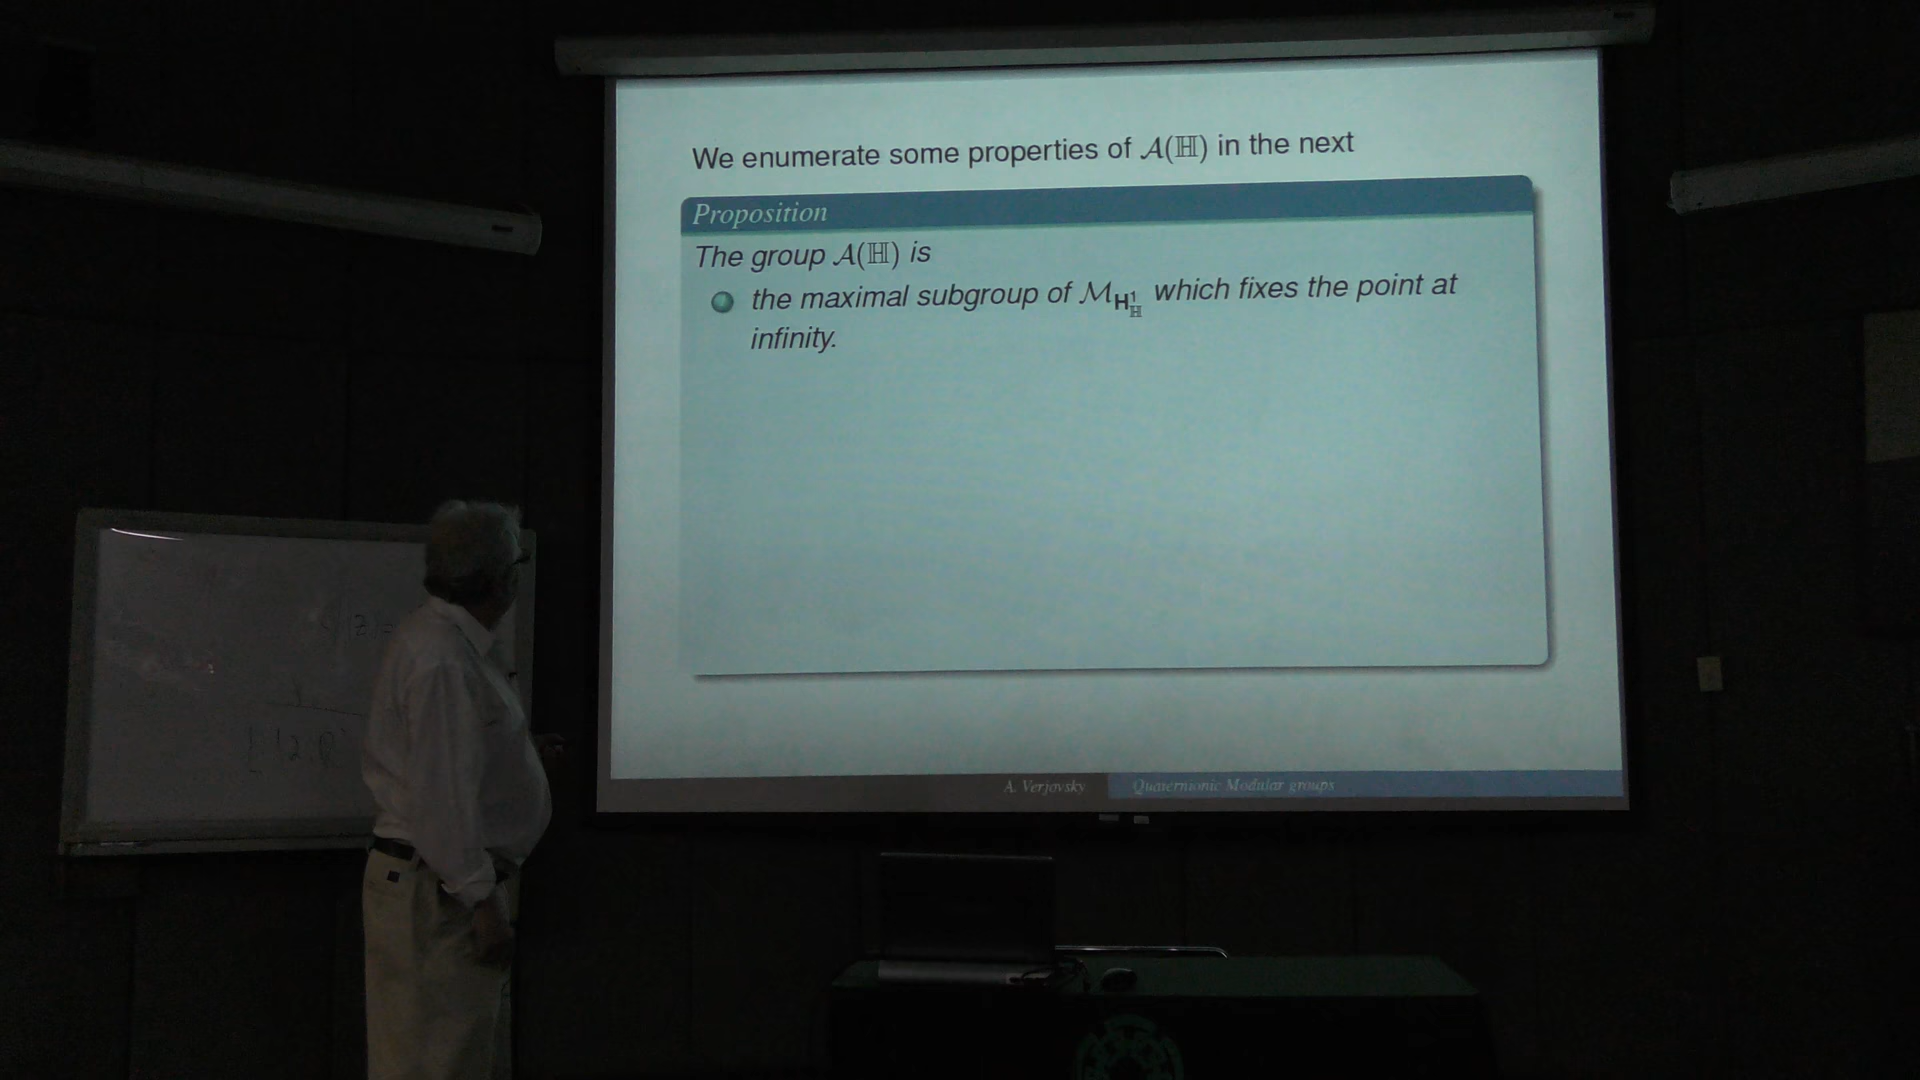 We enumerate some properties of 𝒜(ℍ) in the next
Proposition
The group 𝒜(ℍ) is
the maximal subgroup of ℳ_{𝐇¹_ℍ} which fixes the point at
infinity.
A. Verjovsky
Quaternionic Modular groups